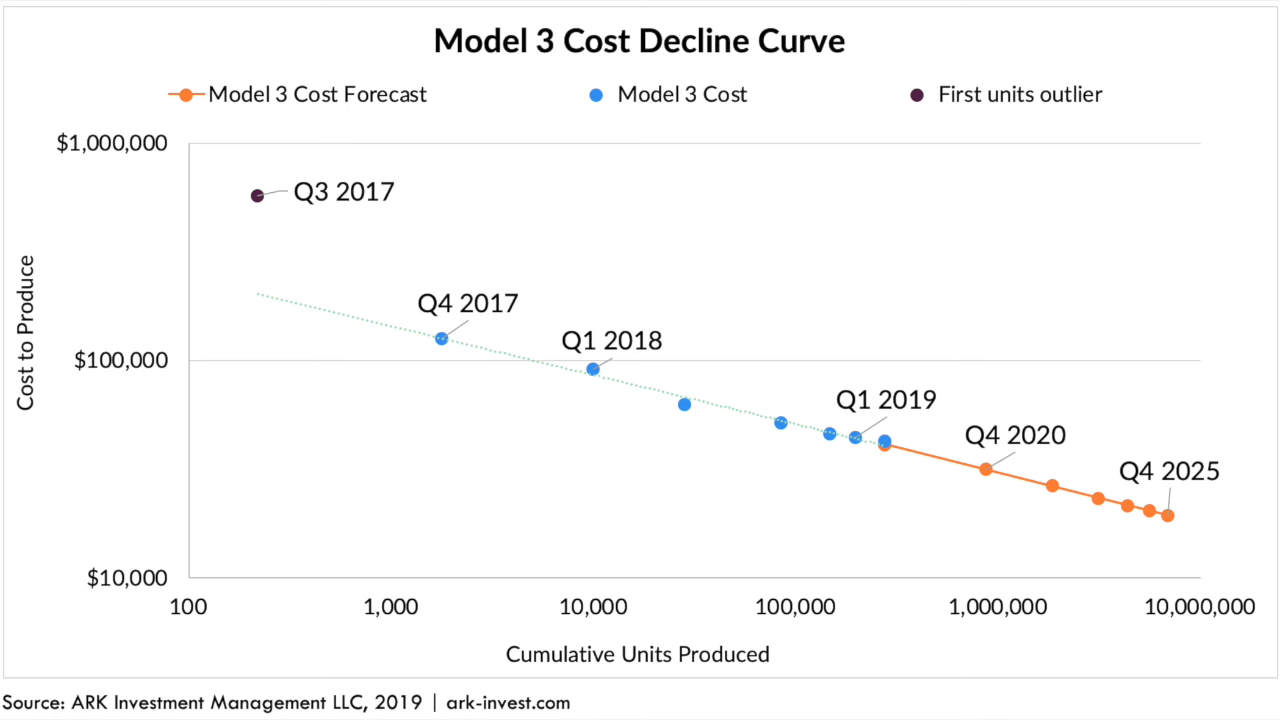 Model 3 Cost Decline Curve
Model 3 Cost Forecast
Model 3 Cost
First units outlier
$1,000,000
Q3 2017
Q4 2017
Q1 2018
$100,000
Q1 2019
Q4 2020
Q4 2025
$10,000
Cost to Produce
100
1,000
10,000
100,000
1,000,000
10,000,000
Cumulative Units Produced
Source: ARK Investment Management LLC, 2019 | ark-invest.com